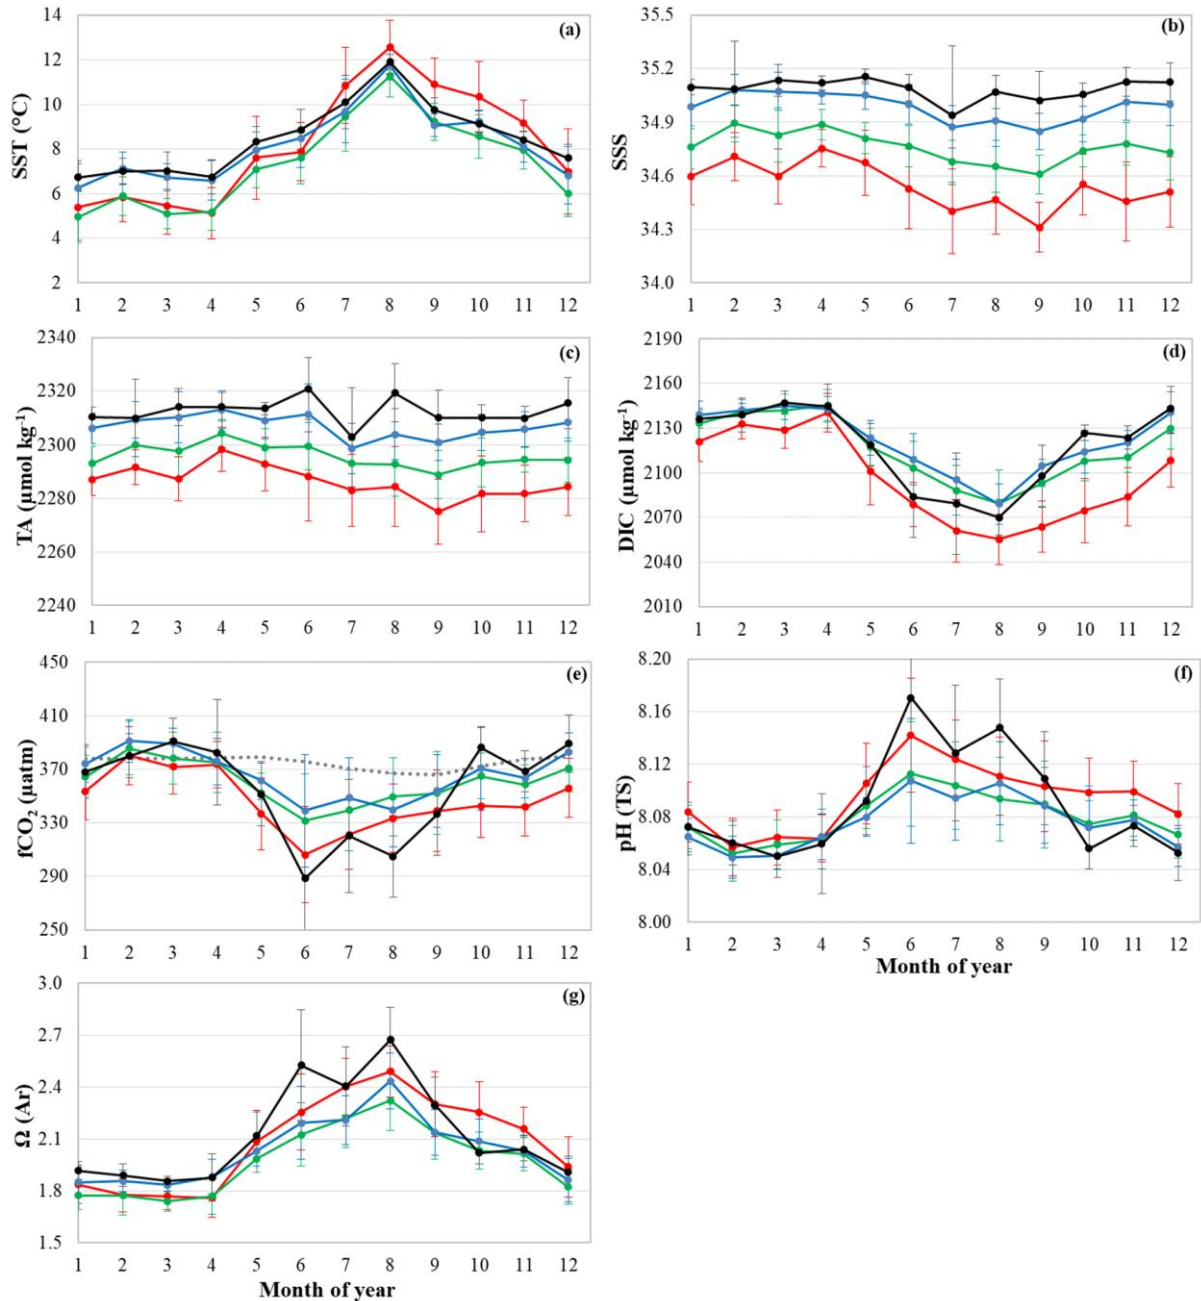 14
12
10
8
6
4
2
SST (°C)
(a)
1 2 3 4 5 6 7 8 9 10 11 12
35.5
35.2
34.9
34.6
34.3
34.0
SSS
(b)
1 2 3 4 5 6 7 8 9 10 11 12
2340
2320
2300
2280
2260
2240
TA (µmol kg⁻¹)
(c)
1 2 3 4 5 6 7 8 9 10 11 12
2190
2160
2130
2100
2070
2040
2010
DIC (µmol kg⁻¹)
(d)
1 2 3 4 5 6 7 8 9 10 11 12
450
410
370
330
290
250
fCO₂ (µatm)
(e)
1 2 3 4 5 6 7 8 9 10 11 12
8.20
8.16
8.12
8.08
8.04
8.00
pH (TS)
(f)
1 2 3 4 5 6 7 8 9 10 11 12
Month of year
3.0
2.7
2.4
2.1
1.8
1.5
Ω (Ar)
(g)
1 2 3 4 5 6 7 8 9 10 11 12
Month of year